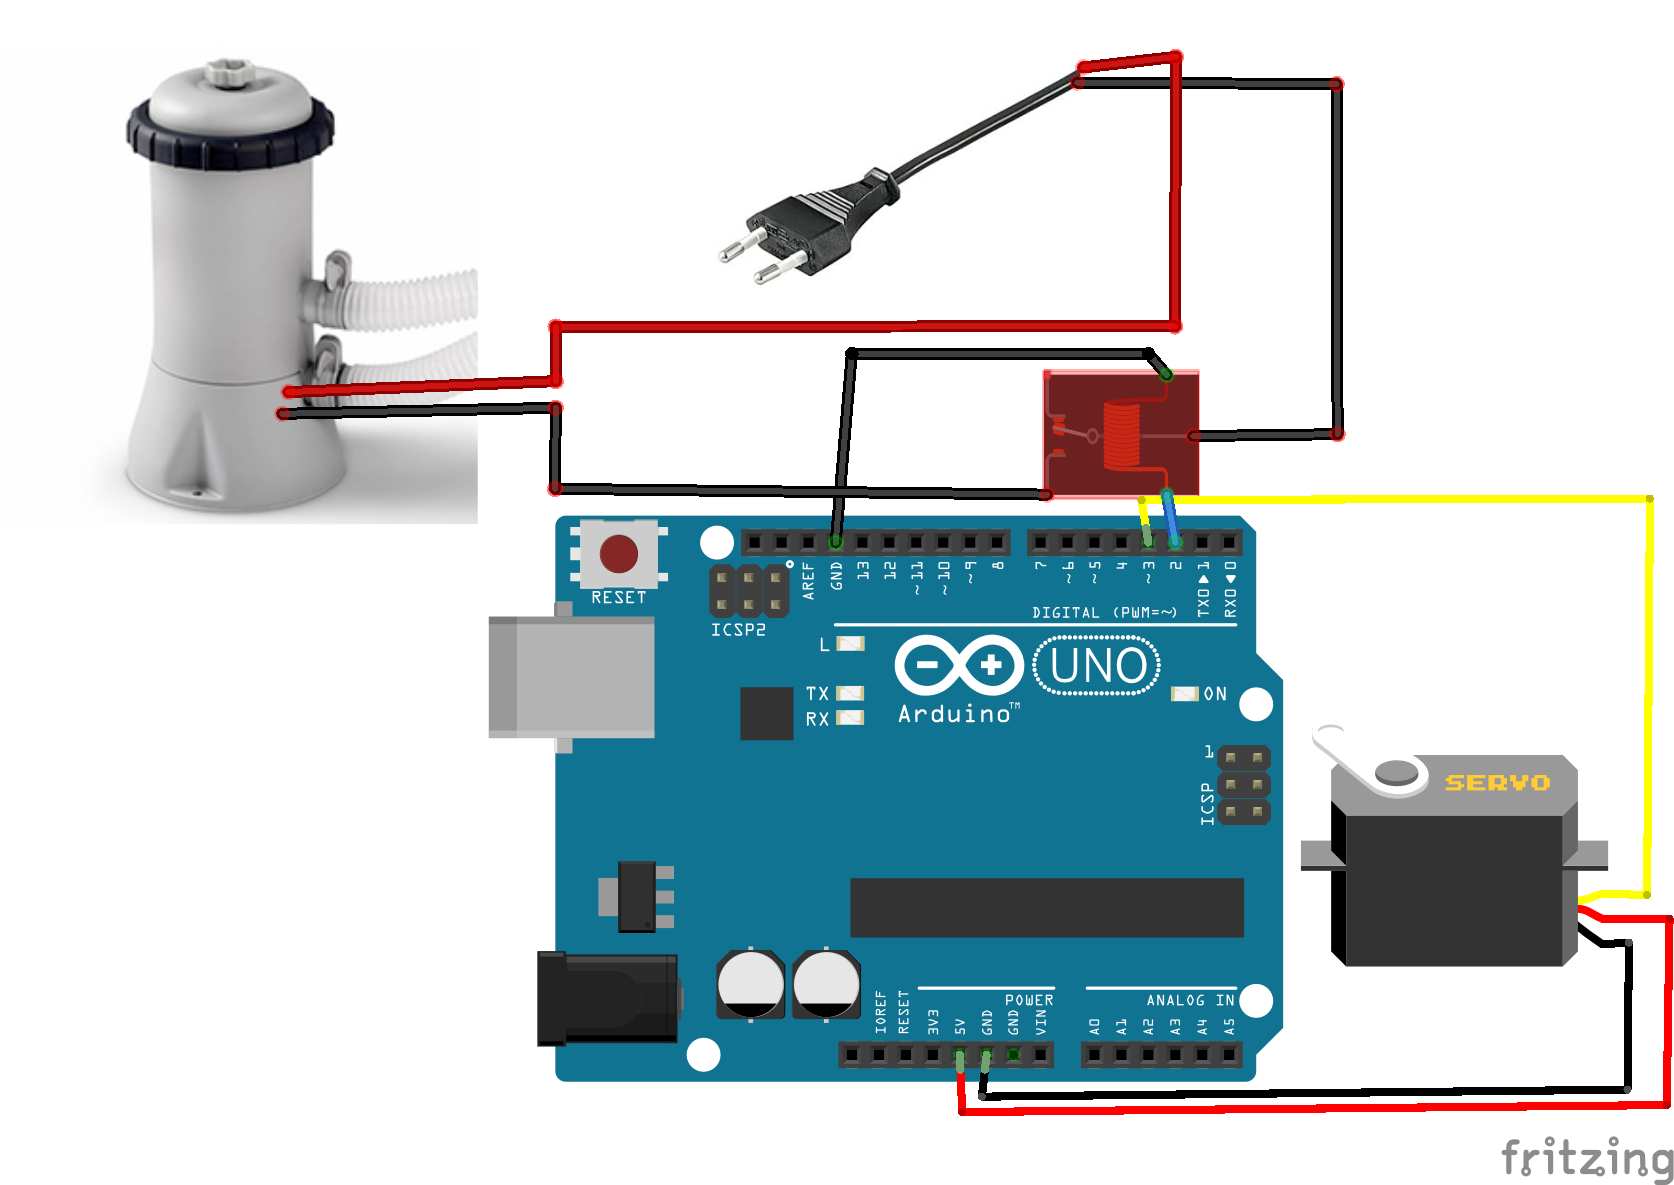 RESET
ICSP2
AREF
GND
13
12
~11
~10
~9
8
7
~6
~5
4
~3
2
TX0▶1
RX0◀0
DIGITAL (PWM=~)
L
TX
RX
UNO
Arduino™
ON
1
ICSP
SERVO
IOREF
RESET
3V3
5V
GND
GND
VIN
POWER
ANALOG IN
A0
A1
A2
A3
A4
A5
fritzing